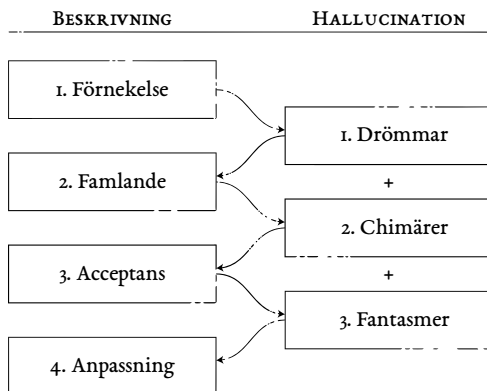 BESKRIVNING HALLUCINATION
1. Förnekelse
1. Drömmar
2. Famlande
+
2. Chimärer
3. Acceptans
+
3. Fantasmer
4. Anpassning